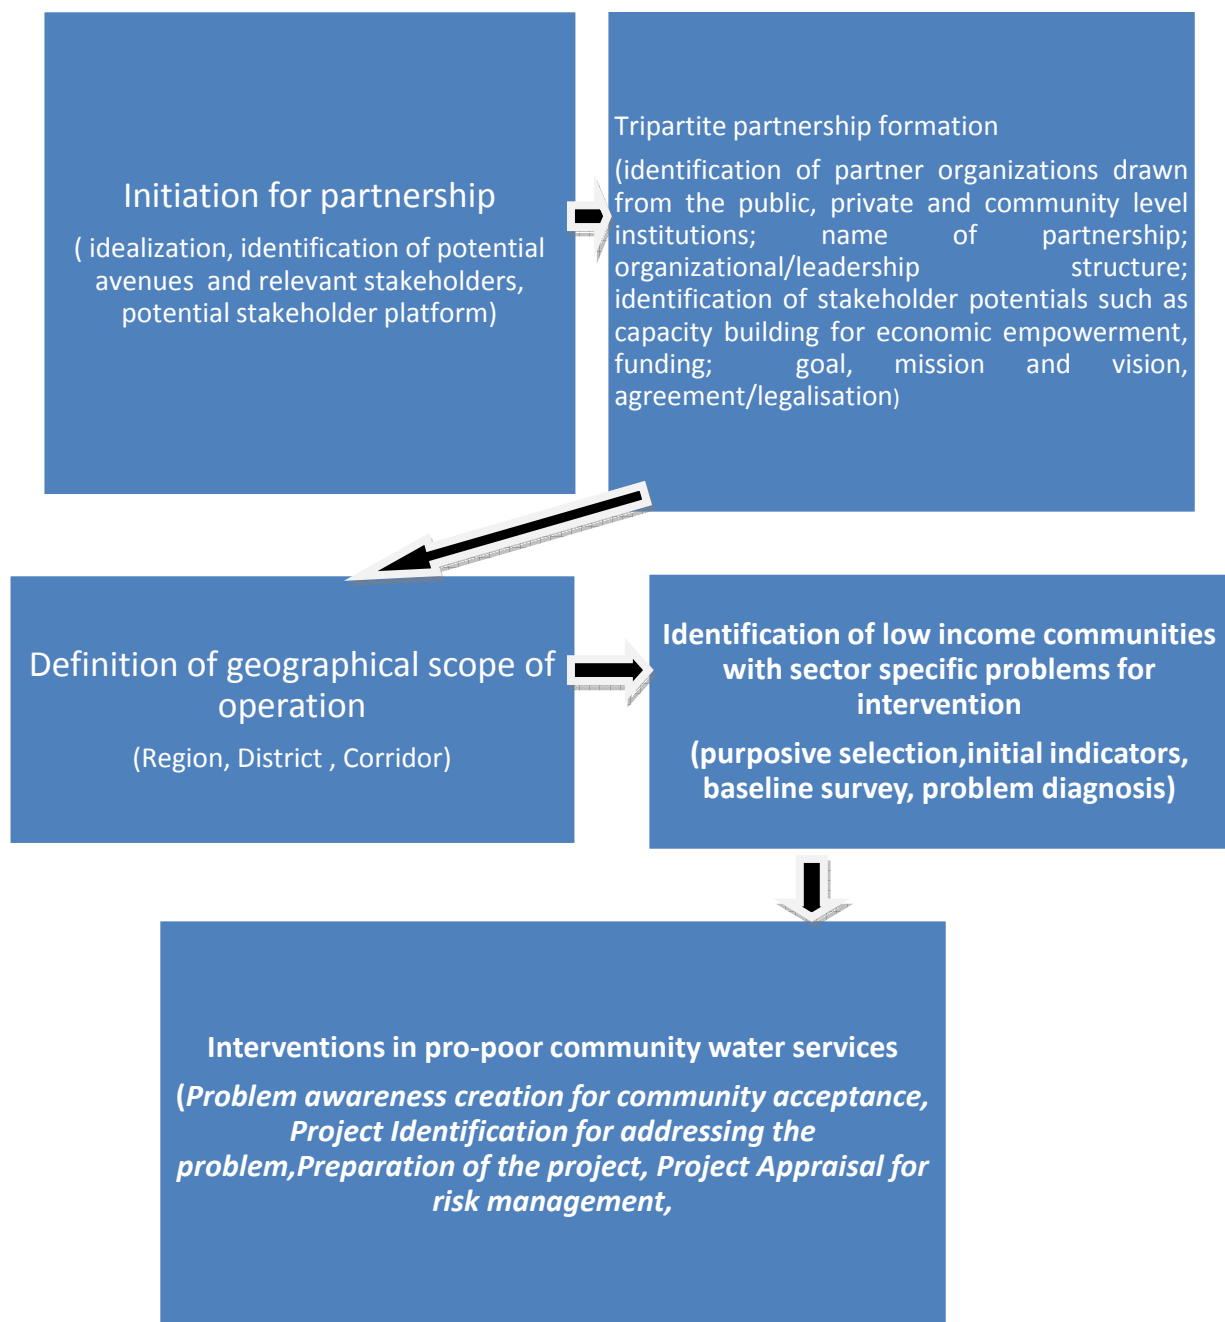 Initiation for partnership
( idealization, identification of potential
avenues and relevant stakeholders,
potential stakeholder platform)
Tripartite partnership formation
(identification of partner organizations drawn
from the public, private and community level
institutions; name of partnership;
organizational/leadership structure;
identification of stakeholder potentials such as
capacity building for economic empowerment,
funding; goal, mission and vision,
agreement/legalisation)
Definition of geographical scope of
operation
(Region, District , Corridor)
Identification of low income communities
with sector specific problems for
intervention
(purposive selection,initial indicators,
baseline survey, problem diagnosis)
Interventions in pro-poor community water services
(Problem awareness creation for community acceptance,
Project Identification for addressing the
problem,Preparation of the project, Project Appraisal for
risk management,